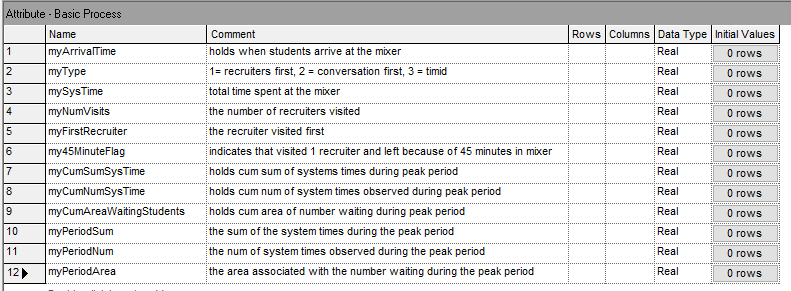 Attribute - Basic Process
Name Comment Rows Columns Data Type Initial Values
1 myArrivalTime holds when students arrive at the mixer Real 0 rows
2 myType 1= recruiters first, 2 = conversation first, 3 = timid Real 0 rows
3 mySysTime total time spent at the mixer Real 0 rows
4 myNumVisits the number of recruiters visited Real 0 rows
5 myFirstRecruiter the recruiter visited first Real 0 rows
6 my45MinuteFlag indicates that visited 1 recruiter and left because of 45 minutes in mixer Real 0 rows
7 myCumSumSysTime holds cum sum of systems times during peak period Real 0 rows
8 myCumNumSysTime holds cum num of system times observed during peak period Real 0 rows
9 myCumAreaWaitingStudents holds cum area of number waiting during peak period Real 0 rows
10 myPeriodSum the sum of the system times during the peak period Real 0 rows
11 myPeriodNum the num of system times observed during the peak period Real 0 rows
12 myPeriodArea the area associated with the number waiting during the peak period Real 0 rows